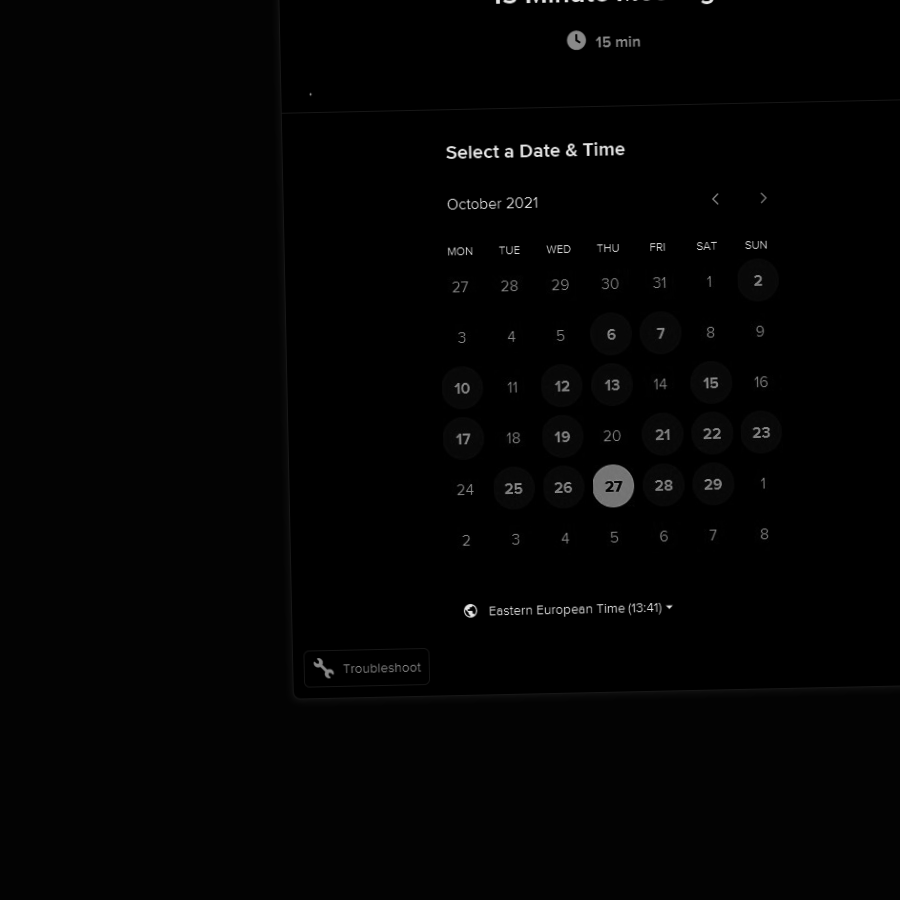 15 Minute Meeting
15 min
Select a Date & Time
October 2021
MON TUE WED THU FRI SAT SUN
27 28 29 30 31 1 2
3 4 5 6 7 8 9
10 11 12 13 14 15 16
17 18 19 20 21 22 23
24 25 26 27 28 29 1
2 3 4 5 6 7 8
Eastern European Time (13:41)
Troubleshoot